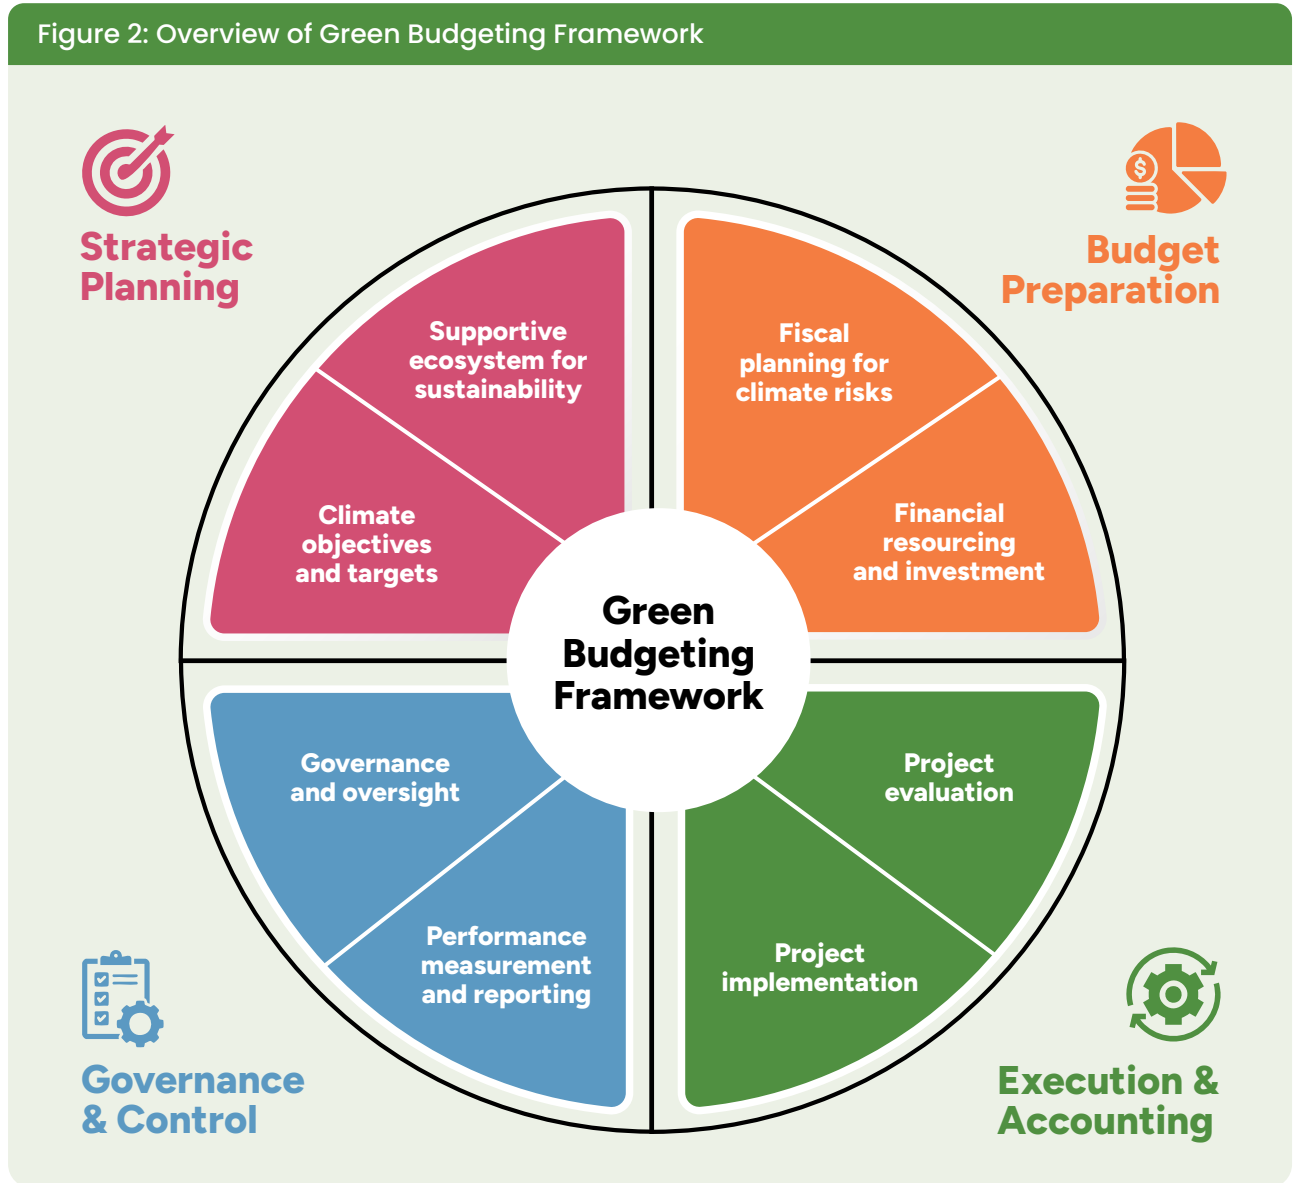 Figure 2: Overview of Green Budgeting Framework
Strategic
Planning
Budget
Preparation
Supportive
ecosystem for
sustainability
Fiscal
planning for
climate risks
Climate
objectives
and targets
Financial
resourcing
and investment
Green
Budgeting
Framework
Governance
and oversight
Project
evaluation
Performance
measurement
and reporting
Project
implementation
Governance
& Control
Execution &
Accounting
$